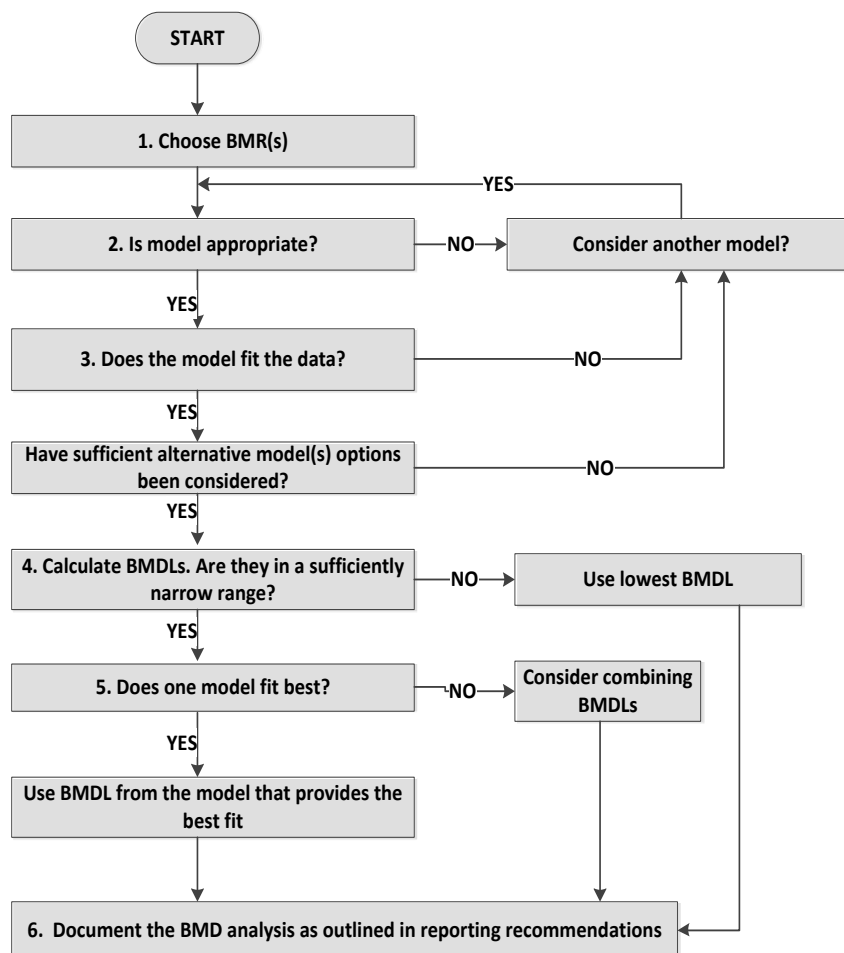 START
1. Choose BMR(s)
YES
2. Is model appropriate?
NO
Consider another model?
YES
3. Does the model fit the data?
NO
YES
Have sufficient alternative model(s) options
been considered?
NO
YES
4. Calculate BMDLs. Are they in a sufficiently
narrow range?
NO
Use lowest BMDL
YES
5. Does one model fit best?
NO
Consider combining
BMDLs
YES
Use BMDL from the model that provides the
best fit
6. Document the BMD analysis as outlined in reporting recommendations